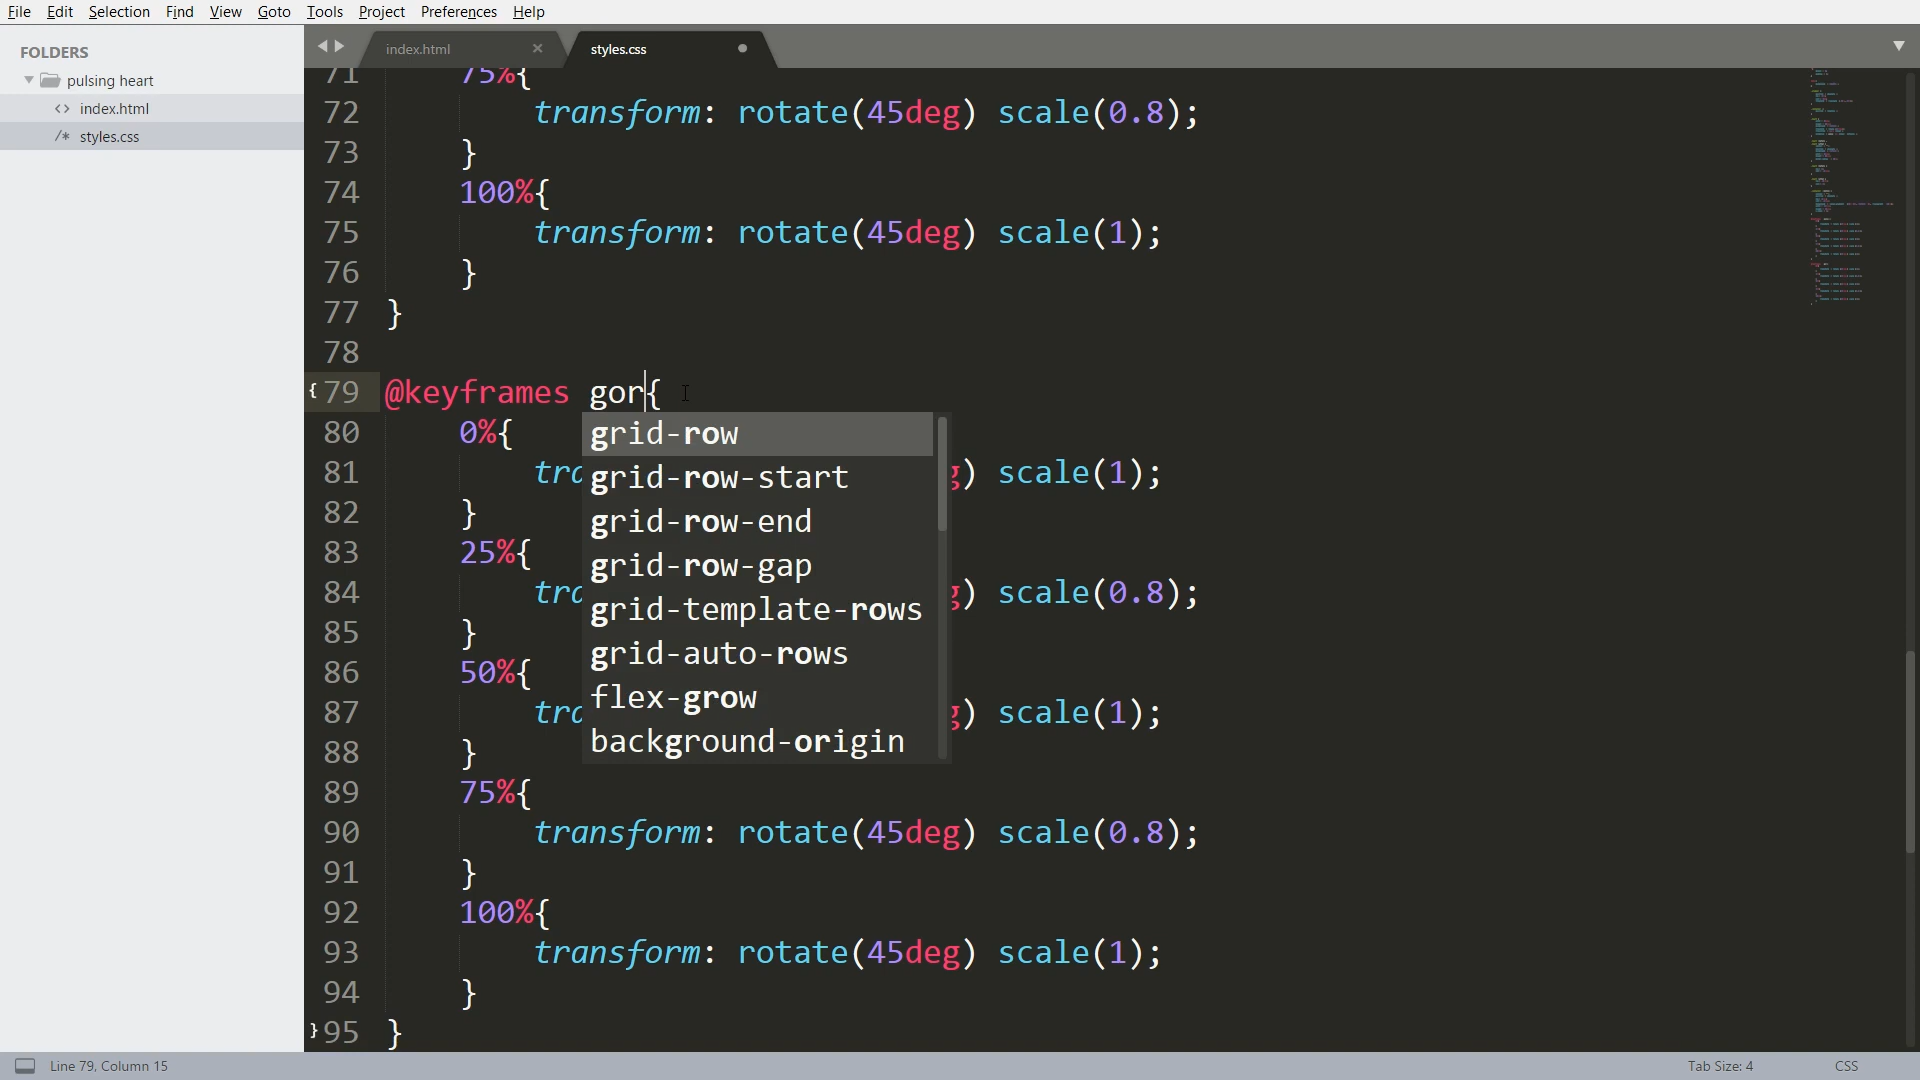 File Edit Selection Find View Goto Tools Project Preferences Help
FOLDERS
pulsing heart
<> index.html
/* styles.css
index.html ×
styles.css
71 75%{
72 transform: rotate(45deg) scale(0.8);
73 }
74 100%{
75 transform: rotate(45deg) scale(1);
76 }
77 }
78
{ 79 @keyframes gor{
80 0%{
81 tra g) scale(1);
82 }
83 25%{
84 tra g) scale(0.8);
85 }
86 50%{
87 tra g) scale(1);
88 }
89 75%{
90 transform: rotate(45deg) scale(0.8);
91 }
92 100%{
93 transform: rotate(45deg) scale(1);
94 }
} 95 }
grid-row
grid-row-start
grid-row-end
grid-row-gap
grid-template-rows
grid-auto-rows
flex-grow
background-origin
Line 79, Column 15
Tab Size: 4
CSS